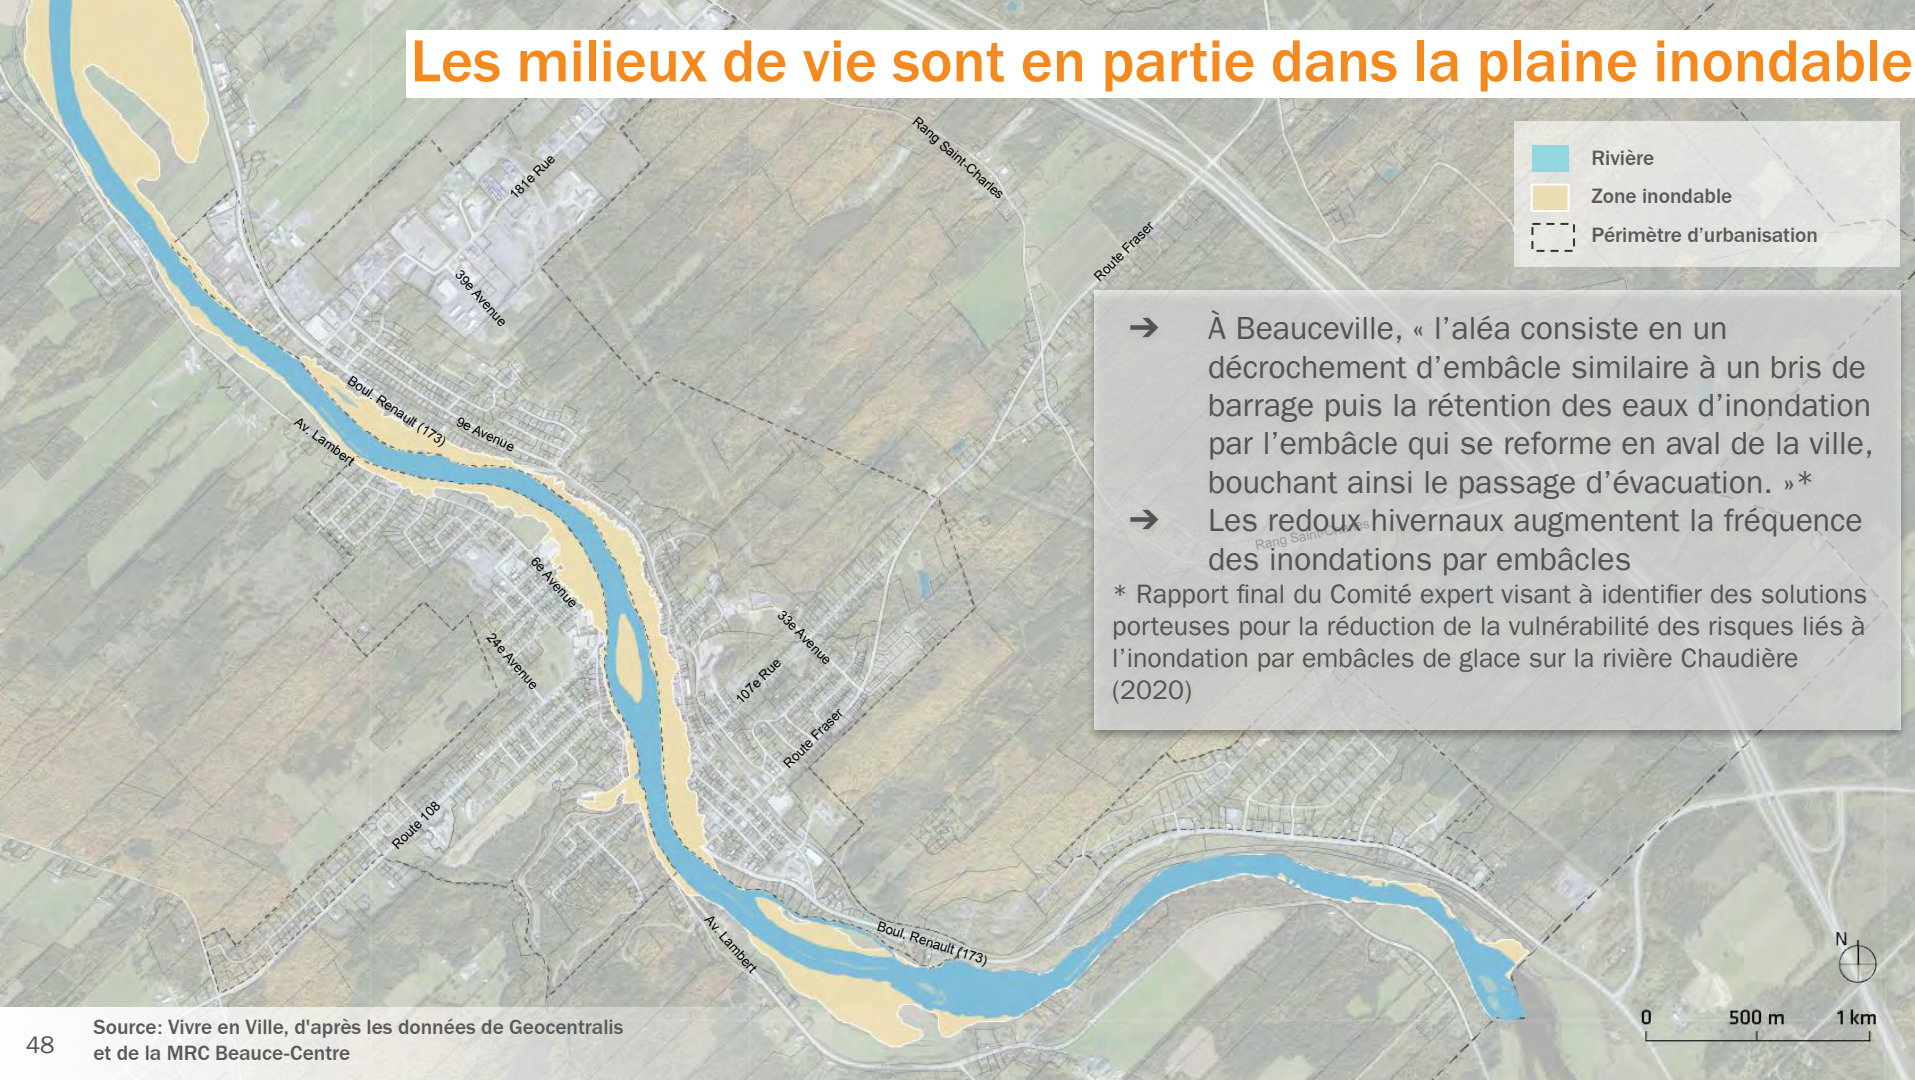 Les milieux de vie sont en partie dans la plaine inondable
Rivière
Zone inondable
Périmètre d’urbanisation
➔ À Beauceville, « l’aléa consiste en un
décrochement d’embâcle similaire à un bris de
barrage puis la rétention des eaux d’inondation
par l’embâcle qui se reforme en aval de la ville,
bouchant ainsi le passage d’évacuation. »*
➔ Les redoux hivernaux augmentent la fréquence
des inondations par embâcles
* Rapport final du Comité expert visant à identifier des solutions
porteuses pour la réduction de la vulnérabilité des risques liés à
l’inondation par embâcles de glace sur la rivière Chaudière
(2020)
Rang Saint-Charles
181e Rue
Route Fraser
39e Avenue
Boul. Renault (173)
9e Avenue
Av. Lambert
Rang Saint-Charles
6e Avenue
33e Avenue
24e Avenue
107e Rue
Route Fraser
Route 108
Av. Lambert
Boul. Renault (173)
N
0 500 m 1 km
48
Source: Vivre en Ville, d'après les données de Geocentralis
et de la MRC Beauce-Centre